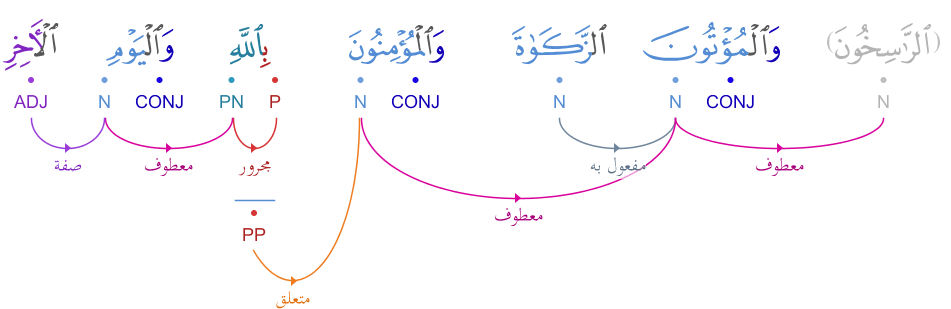 (ٱلرَّٰسِخُونَ) وَٱلْمُؤْتُونَ ٱلزَّكَوٰةَ وَٱلْمُؤْمِنُونَ بِٱللَّهِ وَٱلْيَوْمِ ٱلْأَخِرِ
N CONJ N N CONJ N P PN CONJ N ADJ
معطوف مفعول به مجرور معطوف صفة
معطوف
PP
متعلق